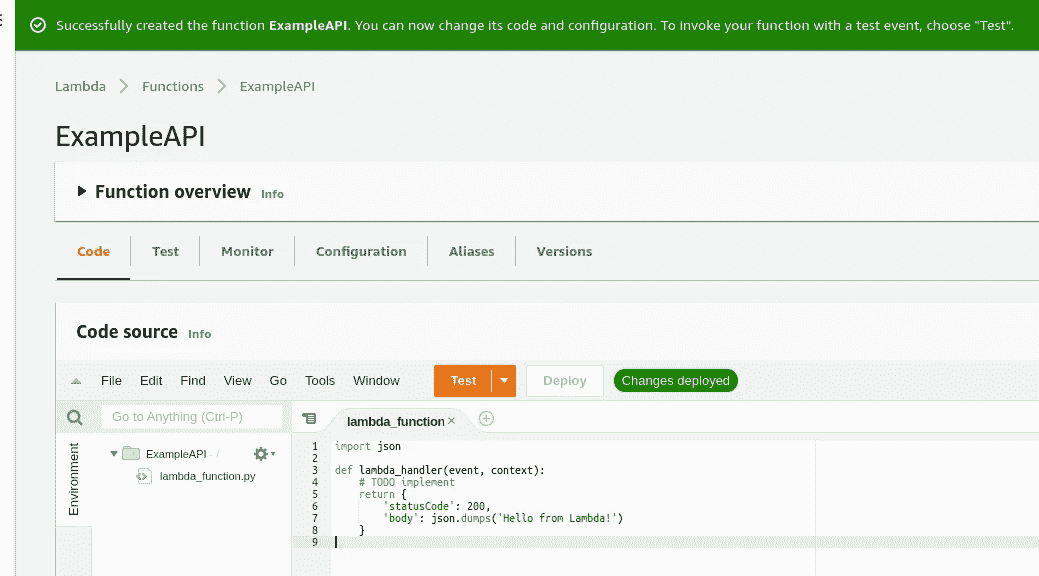 Successfully created the function ExampleAPI. You can now change its code and configuration. To invoke your function with a test event, choose "Test".
Lambda Functions ExampleAPI
ExampleAPI
Function overview Info
Code Test Monitor Configuration Aliases Versions
Code source Info
File Edit Find View Go Tools Window Test Deploy Changes deployed
Go to Anything (Ctrl-P) lambda_function ×
Environment
ExampleAPI - /
lambda_function.py
1 import json
2
3 def lambda_handler(event, context):
4     # TODO implement
5     return {
6         'statusCode': 200,
7         'body': json.dumps('Hello from Lambda!')
8     }
9